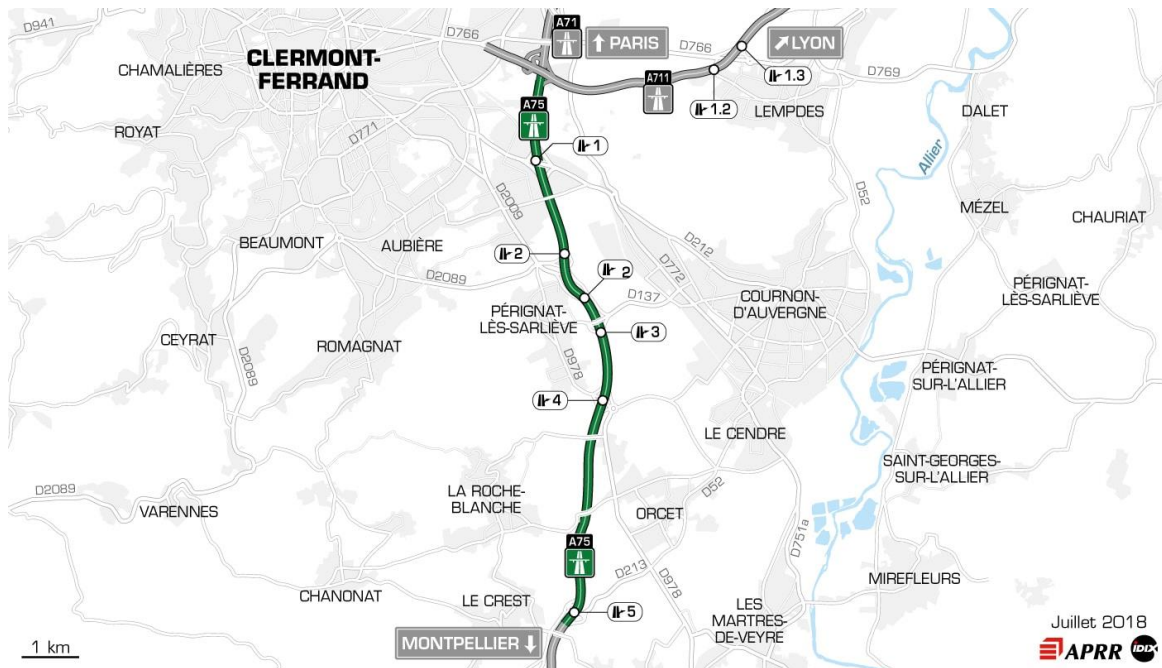 D941
CLERMONT-
FERRAND
D766
A71
PARIS
D766
LYON
CHAMALIÈRES
1.3
D769
A711
1.2
LEMPDES
DALET
A75
ROYAT
D771
1
Allier
D52
D2009
MÉZEL
CHAURIAT
BEAUMONT
AUBIÈRE
2
D212
D2089
D772
2
PÉRIGNAT-
LÈS-SARLIÈVE
D137
COURNON-
D'AUVERGNE
PÉRIGNAT-
LÈS-SARLIÈVE
3
CEYRAT
ROMAGNAT
D2089
D978
PÉRIGNAT-
SUR-L'ALLIER
4
LE CENDRE
SAINT-GEORGES-
SUR-L'ALLIER
D2089
VARENNES
LA ROCHE-
BLANCHE
D52
ORCET
D751a
A75
D213
D978
MIREFLEURS
CHANONAT
LE CREST
5
LES
MARTRES-
DE-VEYRE
MONTPELLIER
1 km
Juillet 2018
APRR
IDIX